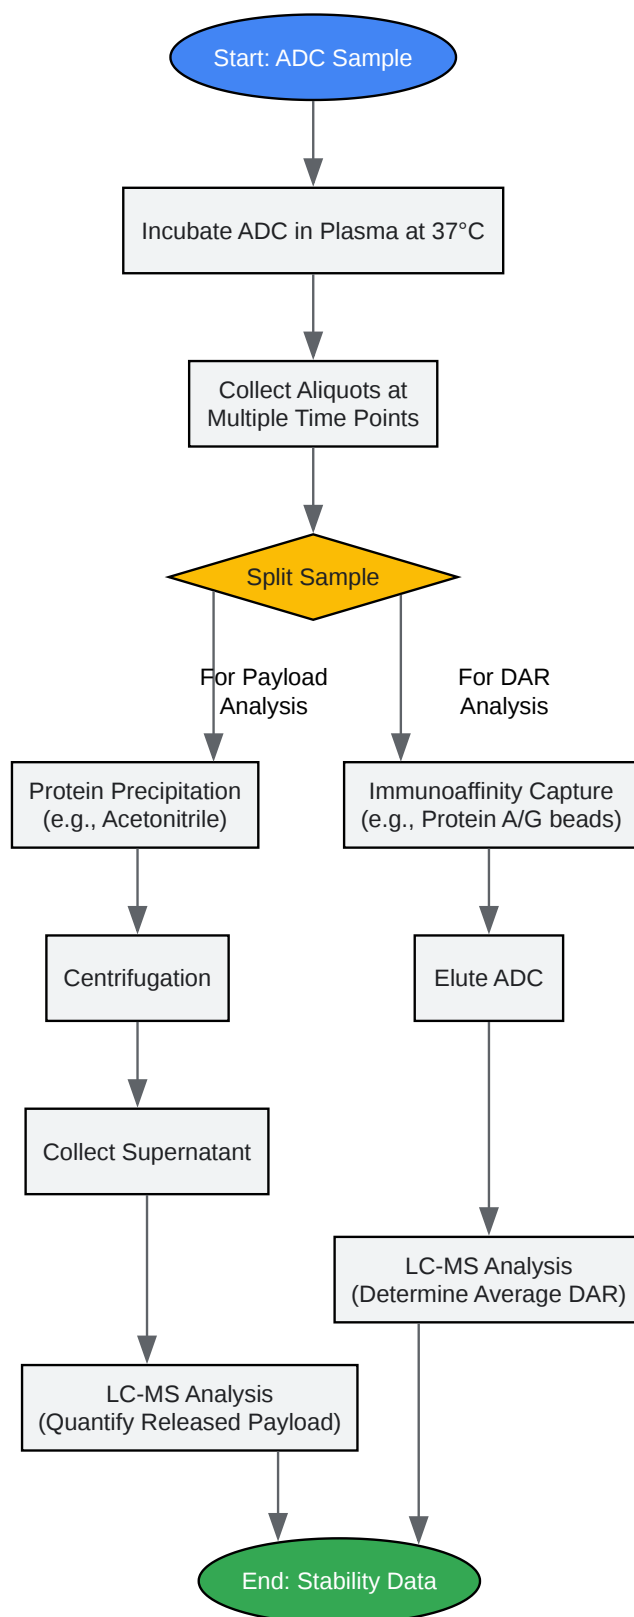 Start: ADC Sample
Incubate ADC in Plasma at 37°C
Collect Aliquots at
Multiple Time Points
Split Sample
For Payload
Analysis
For DAR
Analysis
Protein Precipitation
(e.g., Acetonitrile)
Immunoaffinity Capture
(e.g., Protein A/G beads)
Centrifugation
Elute ADC
Collect Supernatant
LC-MS Analysis
(Determine Average DAR)
LC-MS Analysis
(Quantify Released Payload)
End: Stability Data